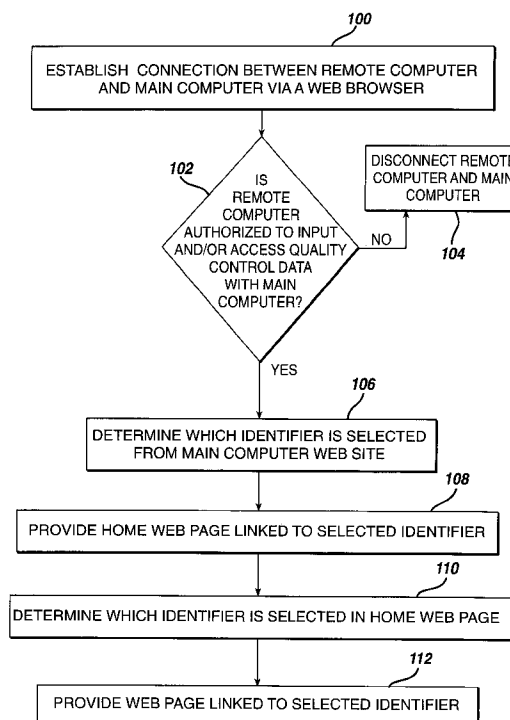 100
ESTABLISH CONNECTION BETWEEN REMOTE COMPUTER
AND MAIN COMPUTER VIA A WEB BROWSER
102
IS
REMOTE
COMPUTER
AUTHORIZED TO INPUT
AND/OR ACCESS QUALITY
CONTROL DATA
WITH MAIN
COMPUTER?
DISCONNECT REMOTE
COMPUTER AND MAIN
COMPUTER
NO
104
YES
106
DETERMINE WHICH IDENTIFIER IS SELECTED
FROM MAIN COMPUTER WEB SITE
108
PROVIDE HOME WEB PAGE LINKED TO SELECTED IDENTIFIER
110
DETERMINE WHICH IDENTIFIER IS SELECTED IN HOME WEB PAGE
112
PROVIDE WEB PAGE LINKED TO SELECTED IDENTIFIER